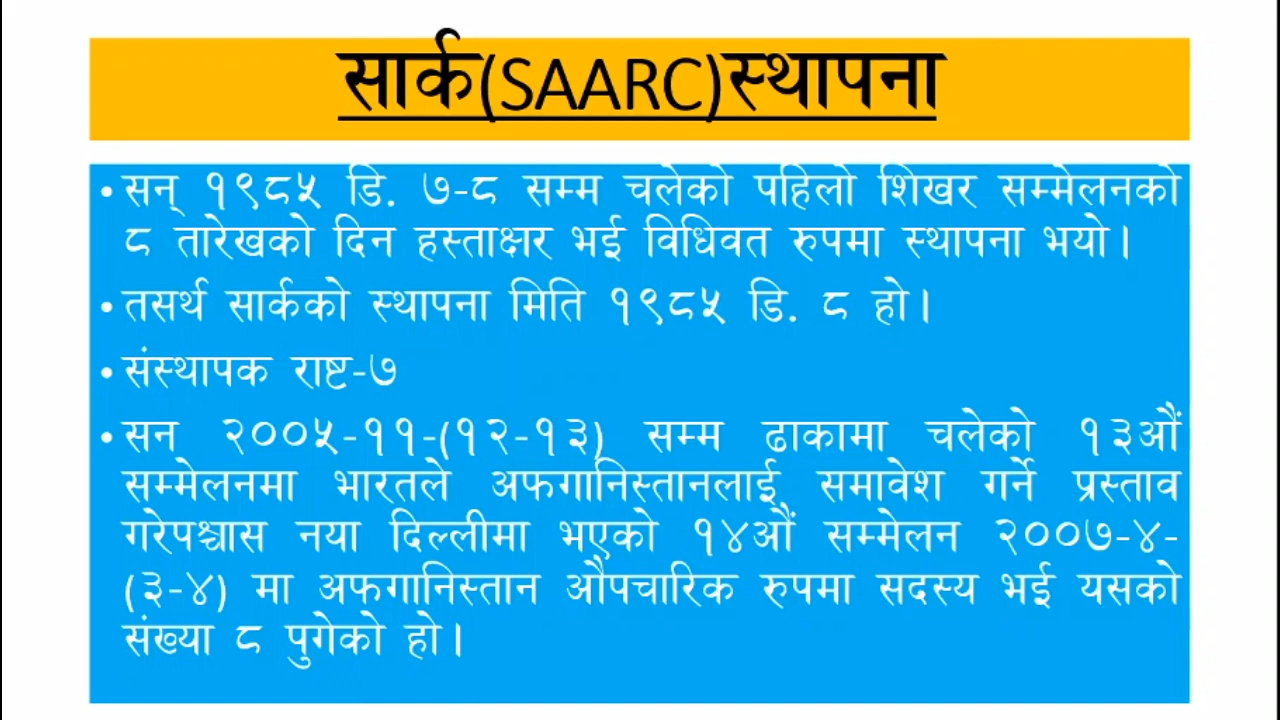 सार्क(SAARC)स्थापना
• सन् १९८५ डि. ७-८ सम्म चलेको पहिलो शिखर सम्मेलनको
८ तारेखको दिन हस्ताक्षर भई विधिवत रुपमा स्थापना भयो।
• तसर्थ सार्कको स्थापना मिति १९८५ डि. ८ हो।
• संस्थापक राष्ट-७
• सन २००५-११-(१२-१३) सम्म ढाकामा चलेको १३औं
सम्मेलनमा भारतले अफगानिस्तानलाई समावेश गर्ने प्रस्ताव
गरेपश्चास नया दिल्लीमा भएको १४औं सम्मेलन २००७-४-
(३-४) मा अफगानिस्तान औपचारिक रुपमा सदस्य भई यसको
संख्या ८ पुगेको हो।